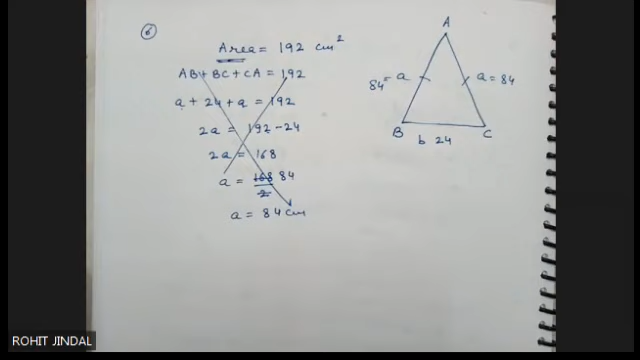 6
Area = 192 cm²
AB + BC + CA = 192
a + 24 + a = 192
2a = 192 - 24
2a = 168
a = 168 84
2
a = 84 cm
A
84 = a
a = 84
B
C
b 24
ROHIT JINDAL